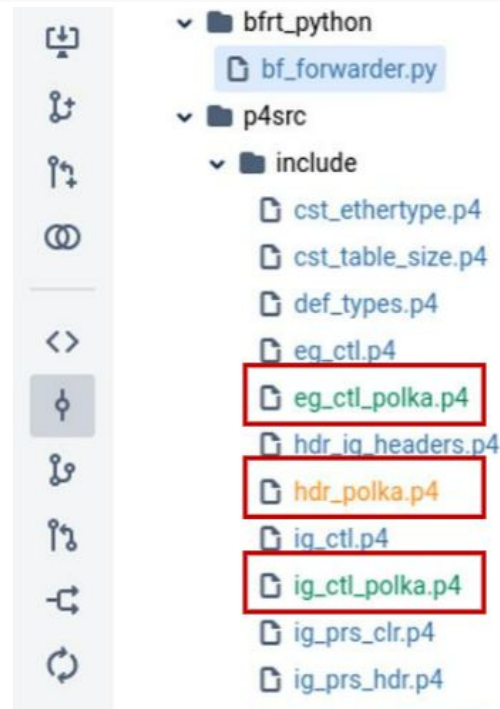 bfrt_python
bf_forwarder.py
p4src
include
cst_ethertype.p4
cst_table_size.p4
def_types.p4
eg_ctl.p4
eg_ctl_polka.p4
hdr_ig_headers.p4
hdr_polka.p4
ig_ctl.p4
ig_ctl_polka.p4
ig_prs_clr.p4
ig_prs_hdr.p4